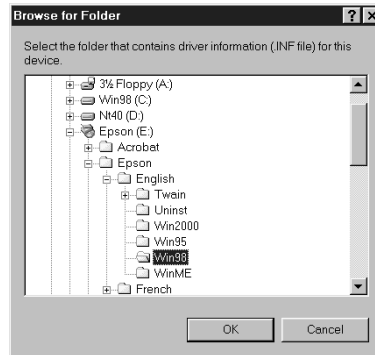 Browse for Folder
Select the folder that contains driver information (.INF file) for this
device.
3½ Floppy (A:)
Win98 (C:)
Nt40 (D:)
Epson (E:)
Acrobat
Epson
English
Twain
Uninst
Win2000
Win95
Win98
WinME
French
OK
Cancel